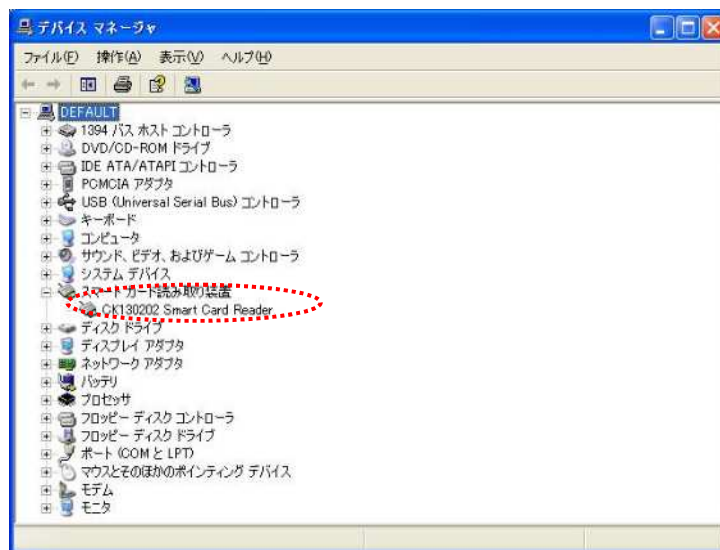 デバイス マネージャ
ファイル(F) 操作(A) 表示(V) ヘルプ(H)
DEFAULT
1394 バス ホスト コントローラ
DVD/CD-ROM ドライブ
IDE ATA/ATAPI コントローラ
PCMCIA アダプタ
USB (Universal Serial Bus) コントローラ
キーボード
コンピュータ
サウンド、ビデオ、およびゲーム コントローラ
システム デバイス
スマート カード読み取り装置
CK130202 Smart Card Reader
ディスク ドライブ
ディスプレイ アダプタ
ネットワーク アダプタ
バッテリ
プロセッサ
フロッピー ディスク コントローラ
フロッピー ディスク ドライブ
ポート (COM と LPT)
マウスとそのほかのポインティング デバイス
モデム
モニタ